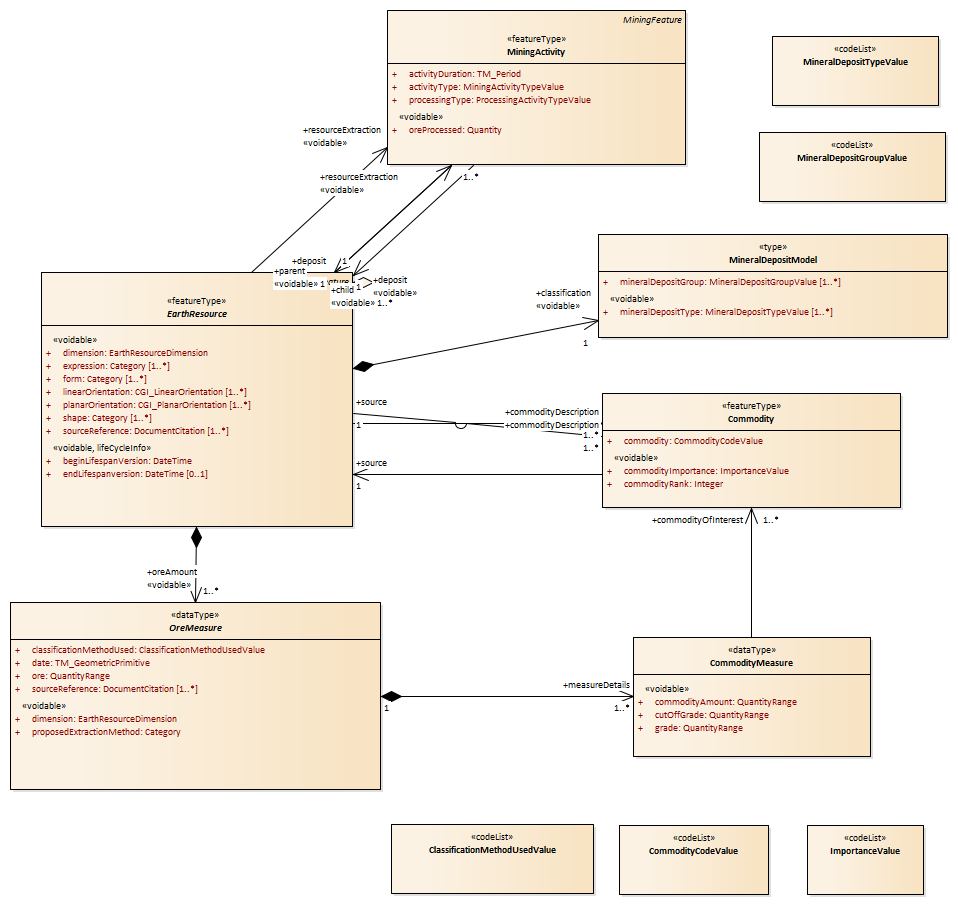 MiningFeature
«featureType»
MiningActivity
+ activityDuration: TM_Period
+ activityType: MiningActivityTypeValue
+ processingType: ProcessingActivityTypeValue
«voidable»
+ oreProcessed: Quantity
«codeList»
MineralDepositTypeValue
«codeList»
MineralDepositGroupValue
+resourceExtraction
«voidable»
+resourceExtraction
«voidable»
1..*
+deposit 1
+parent
«voidable» 1
+child 1
«voidable» 1..*
+deposit
«voidable»
«featureType»
EarthResource
«voidable»
+ dimension: EarthResourceDimension
+ expression: Category [1..*]
+ form: Category [1..*]
+ linearOrientation: CGI_LinearOrientation [1..*]
+ planarOrientation: CGI_PlanarOrientation [1..*]
+ shape: Category [1..*]
+ sourceReference: DocumentCitation [1..*]
«voidable, lifeCycleInfo»
+ beginLifespanVersion: DateTime
+ endLifespanversion: DateTime [0..1]
«type»
MineralDepositModel
+ mineralDepositGroup: MineralDepositGroupValue [1..*]
«voidable»
+ mineralDepositType: MineralDepositTypeValue [1..*]
+classification
«voidable»
1
+source
1
+commodityDescription
+commodityDescription
1..*
1..*
+source
1
«featureType»
Commodity
+ commodity: CommodityCodeValue
«voidable»
+ commodityImportance: ImportanceValue
+ commodityRank: Integer
+commodityOfInterest 1..*
+oreAmount
«voidable» 1..*
«dataType»
OreMeasure
+ classificationMethodUsed: ClassificationMethodUsedValue
+ date: TM_GeometricPrimitive
+ ore: QuantityRange
+ sourceReference: DocumentCitation [1..*]
«voidable»
+ dimension: EarthResourceDimension
+ proposedExtractionMethod: Category
+measureDetails
1 1..*
«dataType»
CommodityMeasure
«voidable»
+ commodityAmount: QuantityRange
+ cutOffGrade: QuantityRange
+ grade: QuantityRange
«codeList»
ClassificationMethodUsedValue
«codeList»
CommodityCodeValue
«codeList»
ImportanceValue